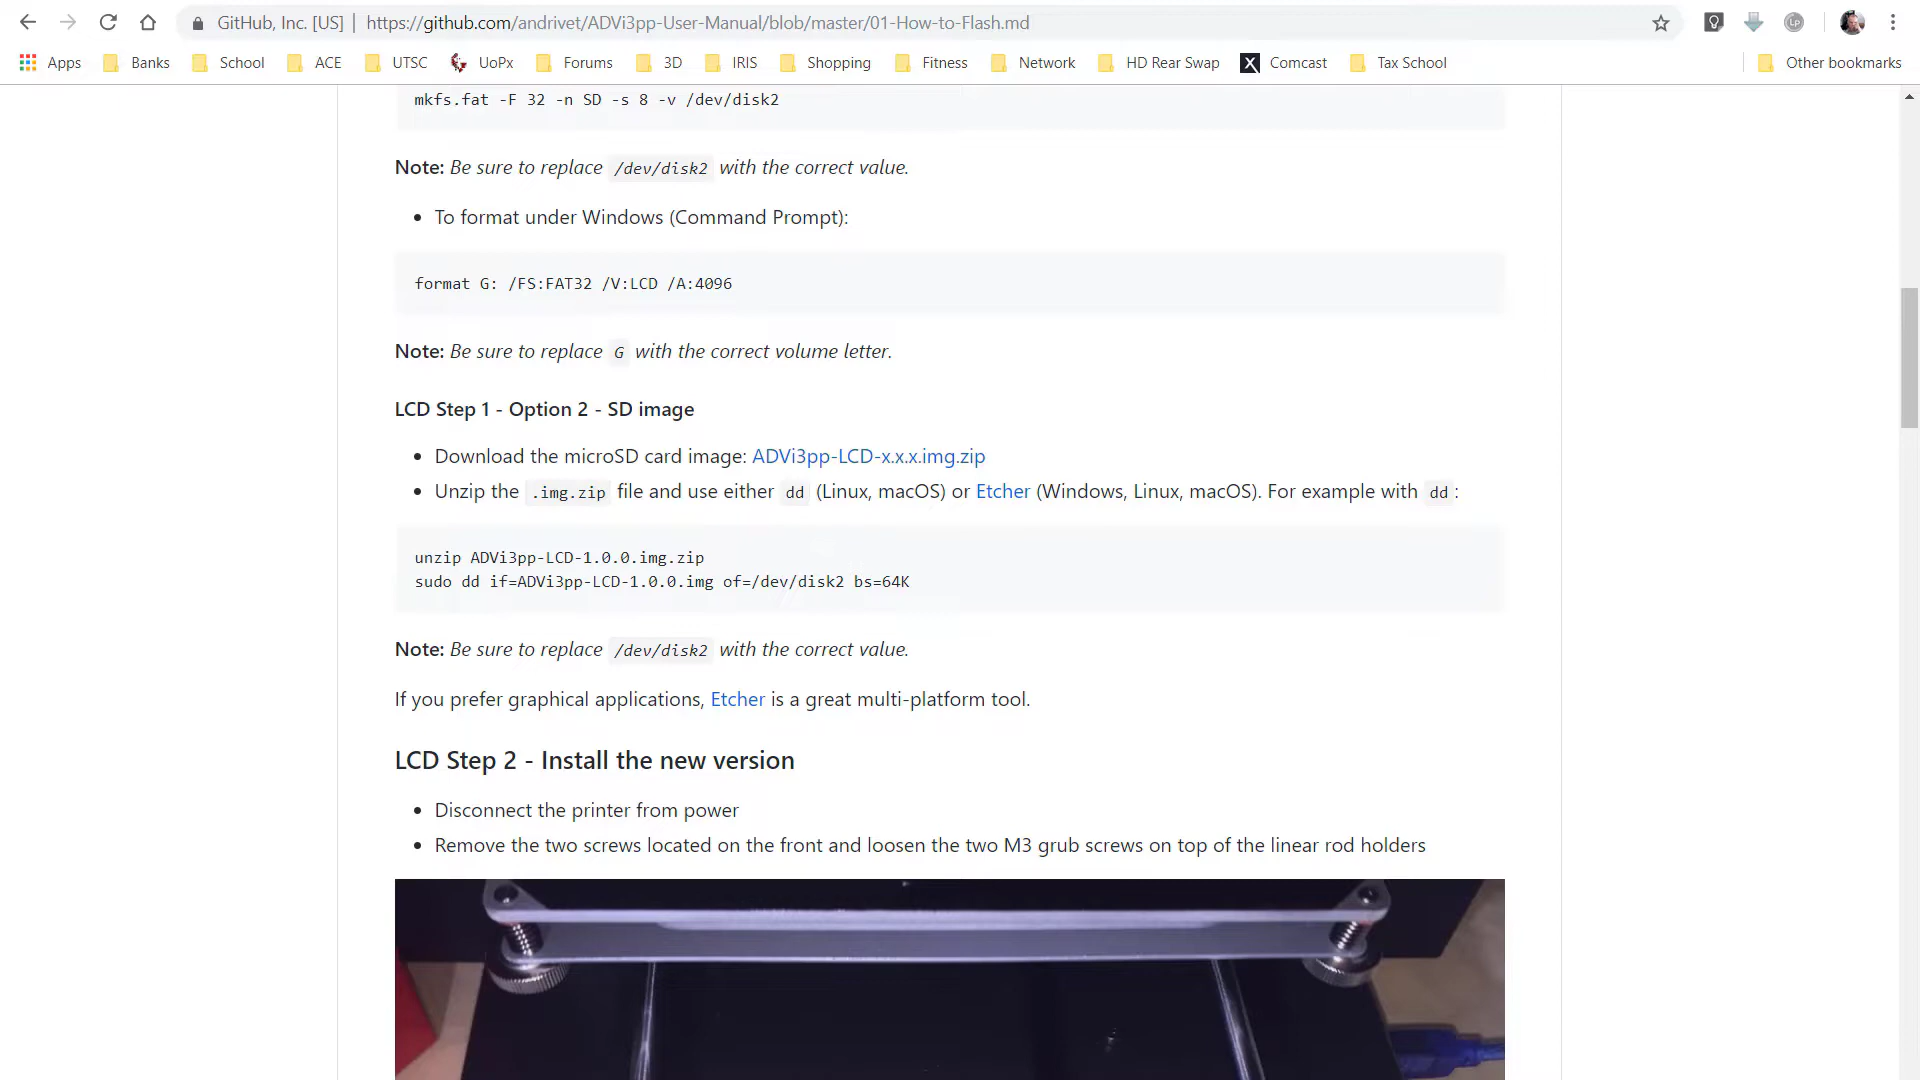 GitHub, Inc. [US] | https://github.com/andrivet/ADVi3pp-User-Manual/blob/master/01-How-to-Flash.md
Apps Banks School ACE UTSC UoPx Forums 3D IRIS Shopping Fitness Network HD Rear Swap X Comcast Tax School Other bookmarks
mkfs.fat -F 32 -n SD -s 8 -v /dev/disk2
Note: Be sure to replace /dev/disk2 with the correct value.
• To format under Windows (Command Prompt):
format G: /FS:FAT32 /V:LCD /A:4096
Note: Be sure to replace G with the correct volume letter.
LCD Step 1 - Option 2 - SD image
• Download the microSD card image: ADVi3pp-LCD-x.x.x.img.zip
• Unzip the .img.zip file and use either dd (Linux, macOS) or Etcher (Windows, Linux, macOS). For example with dd:
unzip ADVi3pp-LCD-1.0.0.img.zip
sudo dd if=ADVi3pp-LCD-1.0.0.img of=/dev/disk2 bs=64K
Note: Be sure to replace /dev/disk2 with the correct value.
If you prefer graphical applications, Etcher is a great multi-platform tool.
LCD Step 2 - Install the new version
• Disconnect the printer from power
• Remove the two screws located on the front and loosen the two M3 grub screws on top of the linear rod holders